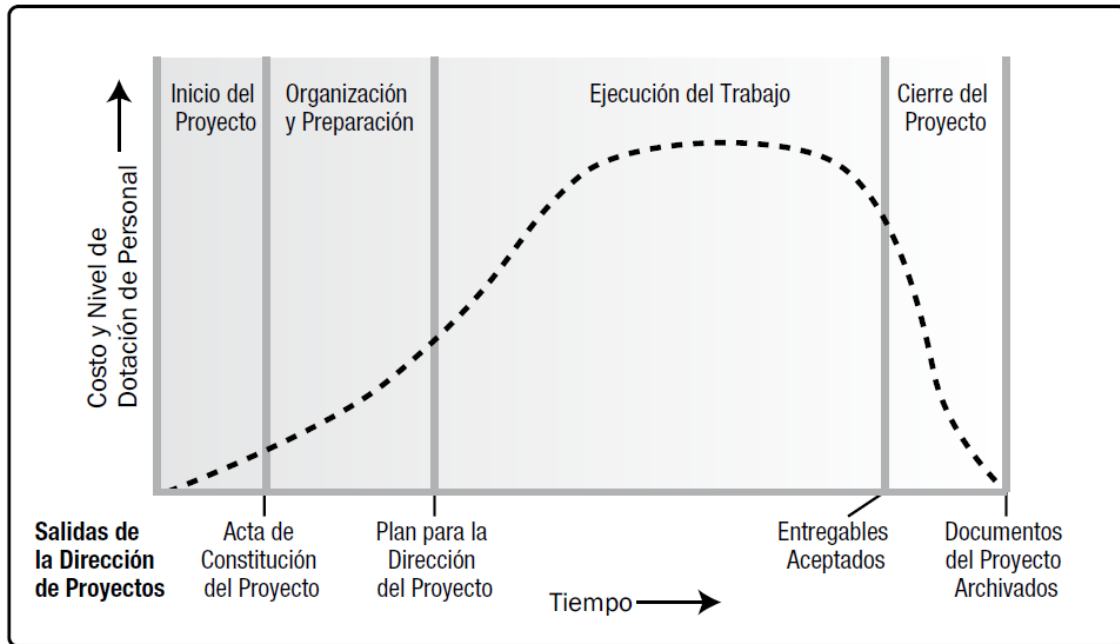 Inicio del
Proyecto
Organización
y Preparación
Ejecución del Trabajo
Cierre del
Proyecto
Costo y Nivel de
Dotación de Personal
Salidas de
la Dirección
de Proyectos
Acta de
Constitución
del Proyecto
Plan para la
Dirección
del Proyecto
Entregables
Aceptados
Documentos
del Proyecto
Archivados
Tiempo